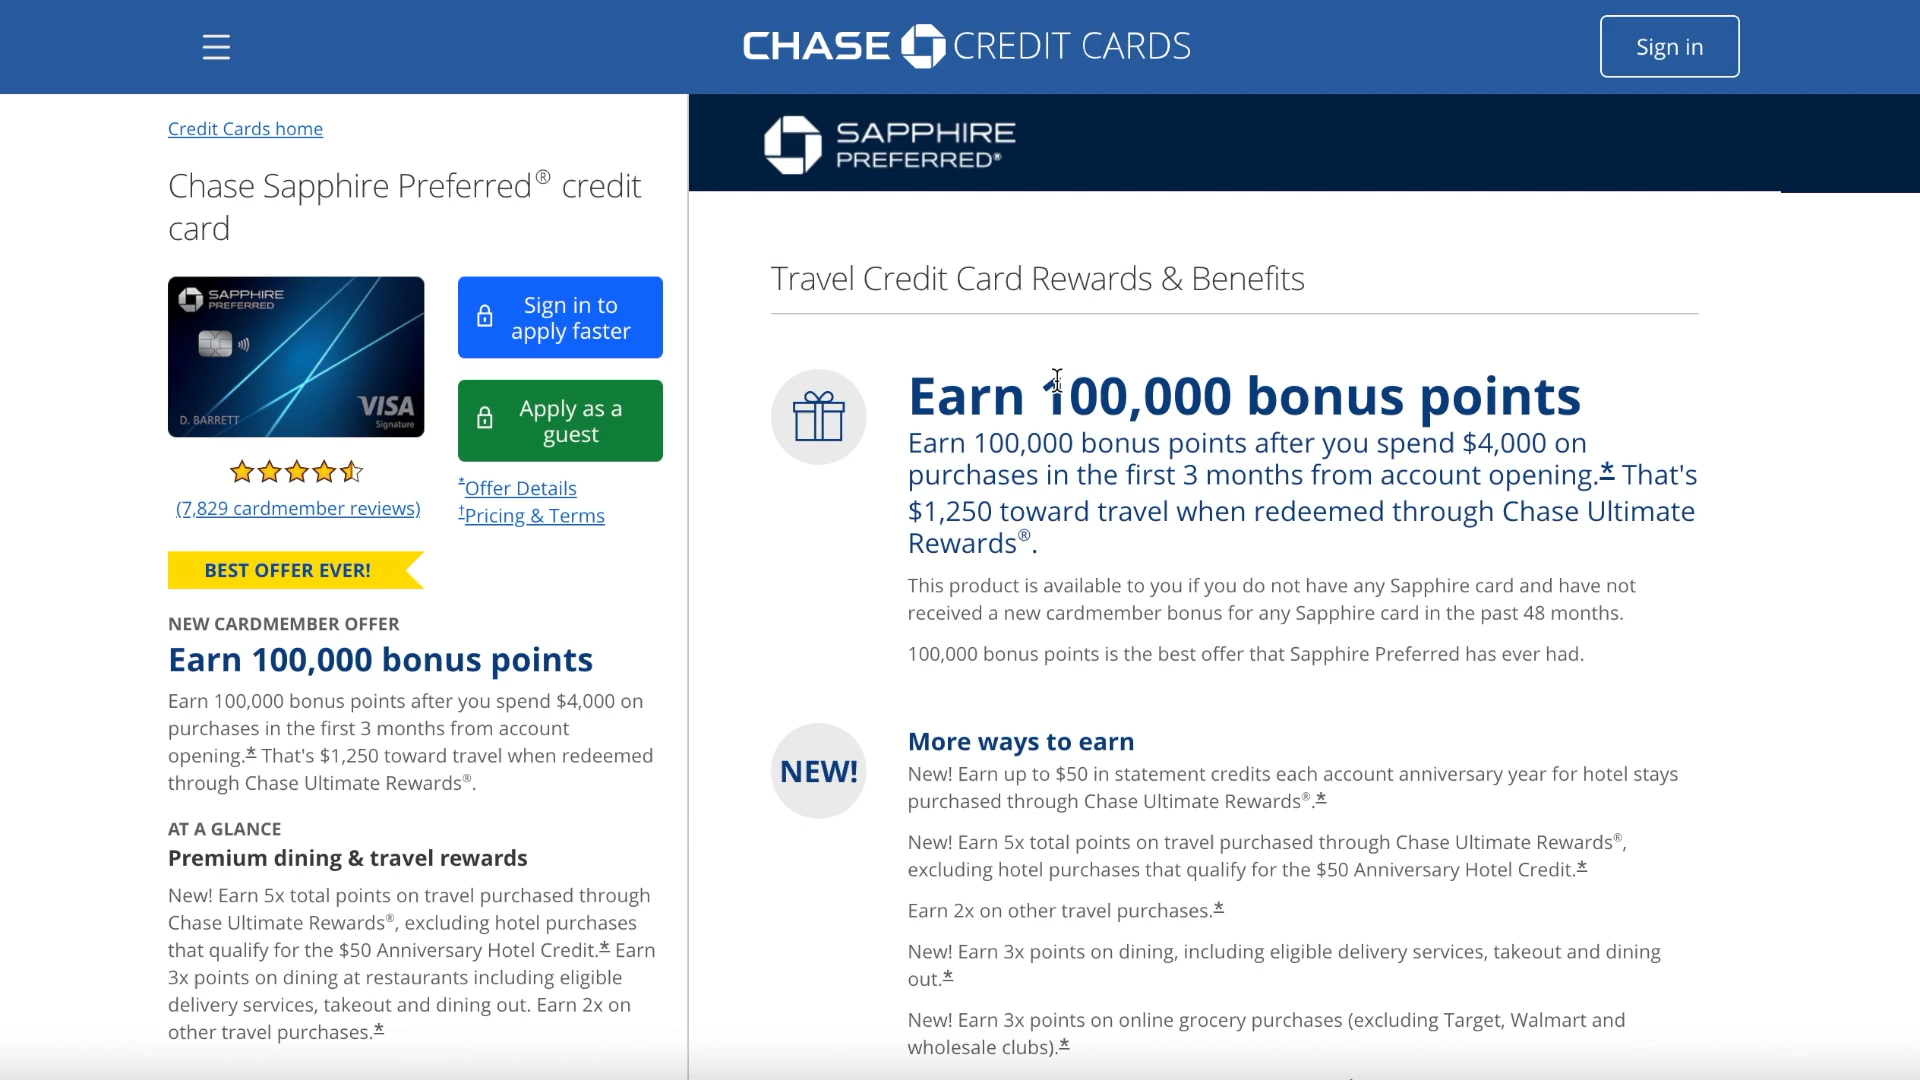 CHASE CREDIT CARDS
Sign in
Credit Cards home
Chase Sapphire Preferred® credit
card
SAPPHIRE
PREFERRED
VISA
Signature
D. BARRETT
Sign in to
apply faster
Apply as a
guest
(7,829 cardmember reviews)
*Offer Details
†Pricing & Terms
BEST OFFER EVER!
NEW CARDMEMBER OFFER
Earn 100,000 bonus points
Earn 100,000 bonus points after you spend $4,000 on
purchases in the first 3 months from account
opening.* That's $1,250 toward travel when redeemed
through Chase Ultimate Rewards®.
AT A GLANCE
Premium dining & travel rewards
New! Earn 5x total points on travel purchased through
Chase Ultimate Rewards®, excluding hotel purchases
that qualify for the $50 Anniversary Hotel Credit.* Earn
3x points on dining at restaurants including eligible
delivery services, takeout and dining out. Earn 2x on
other travel purchases.*
SAPPHIRE
PREFERRED®
Travel Credit Card Rewards & Benefits
Earn 100,000 bonus points
Earn 100,000 bonus points after you spend $4,000 on
purchases in the first 3 months from account opening.* That's
$1,250 toward travel when redeemed through Chase Ultimate
Rewards®.
This product is available to you if you do not have any Sapphire card and have not
received a new cardmember bonus for any Sapphire card in the past 48 months.
100,000 bonus points is the best offer that Sapphire Preferred has ever had.
NEW!
More ways to earn
New! Earn up to $50 in statement credits each account anniversary year for hotel stays
purchased through Chase Ultimate Rewards®.*
New! Earn 5x total points on travel purchased through Chase Ultimate Rewards®,
excluding hotel purchases that qualify for the $50 Anniversary Hotel Credit.*
Earn 2x on other travel purchases.*
New! Earn 3x points on dining, including eligible delivery services, takeout and dining
out.*
New! Earn 3x points on online grocery purchases (excluding Target, Walmart and
wholesale clubs).*